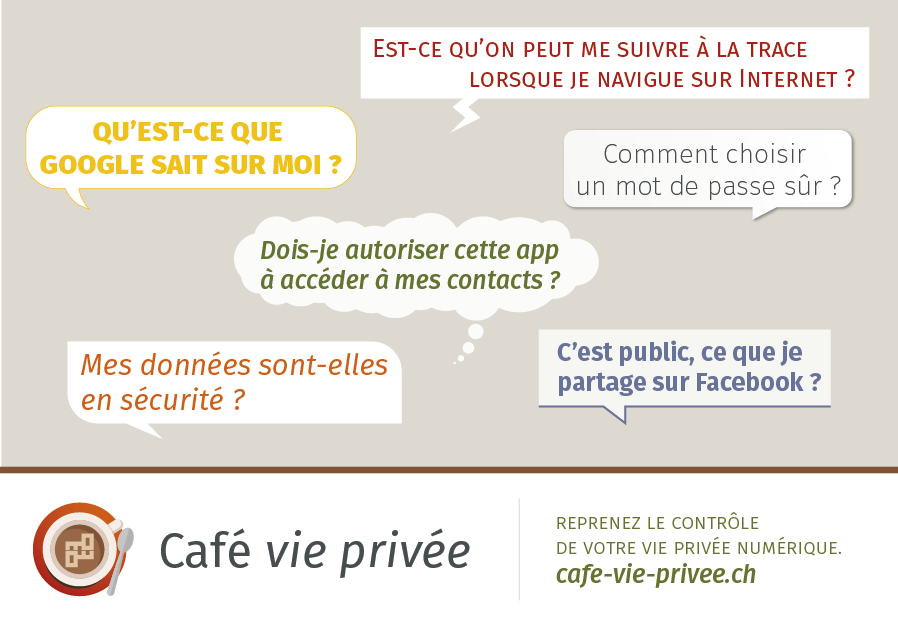 EST-CE QU'ON PEUT ME SUIVRE À LA TRACE
LORSQUE JE NAVIGUE SUR INTERNET ?
QU'EST-CE QUE
GOOGLE SAIT SUR MOI ?
Comment choisir
un mot de passe sûr ?
Dois-je autoriser cette app
à accéder à mes contacts ?
Mes données sont-elles
en sécurité ?
C'est public, ce que je
partage sur Facebook ?
Café vie privée
REPRENEZ LE CONTRÔLE
DE VOTRE VIE PRIVÉE NUMÉRIQUE.
cafe-vie-privee.ch